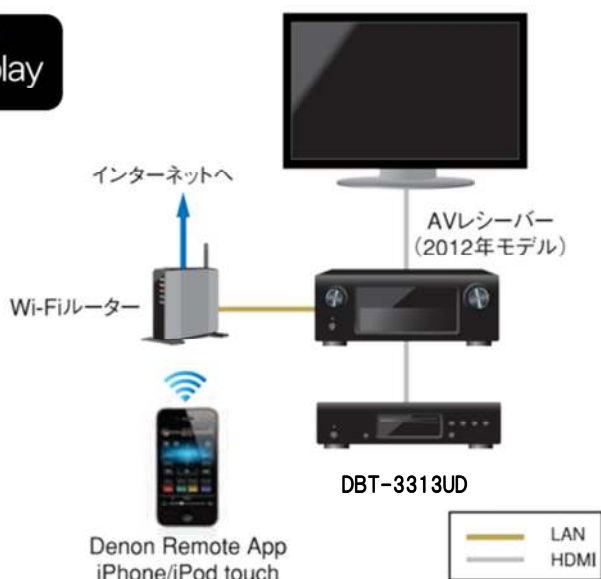 lay
インターネットへ
AVレシーバー
(2012年モデル)
Wi-Fiルーター
DBT-3313UD
Denon Remote App
iPhone/iPod touch
LAN
HDMI